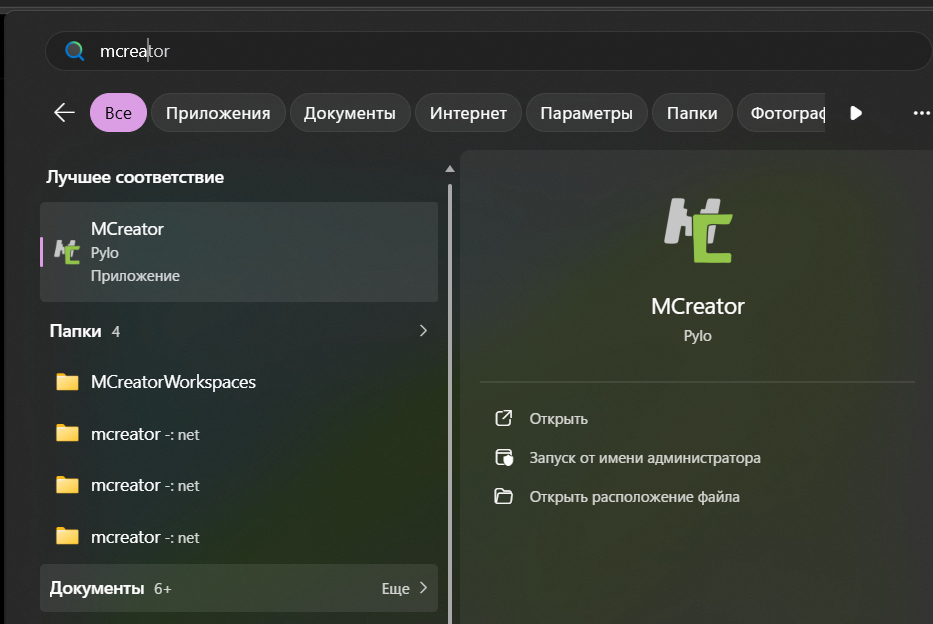 mcreator
Все
Приложения
Документы
Интернет
Параметры
Папки
Фотограф
Лучшее соответствие
MCreator
Pylo
Приложение
Папки 4
MCreatorWorkspaces
mcreator -: net
mcreator -: net
mcreator -: net
Документы 6+
Еще
MCreator
Pylo
Открыть
Запуск от имени администратора
Открыть расположение файла